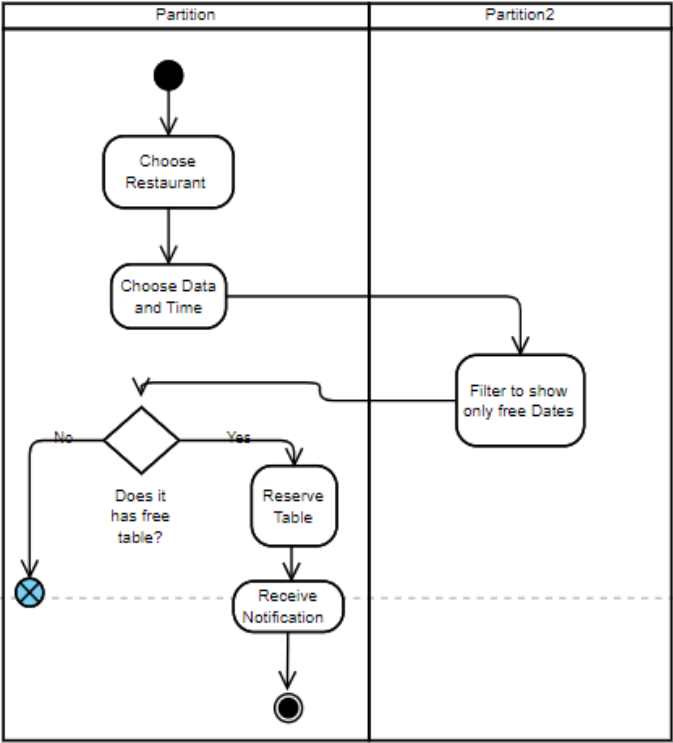 Partition
Partition2
Choose
Restaurant
Choose Data
and Time
Filter to show
only free Dates
No
Yes
Does it
has free
table?
Reserve
Table
Receive
Notification